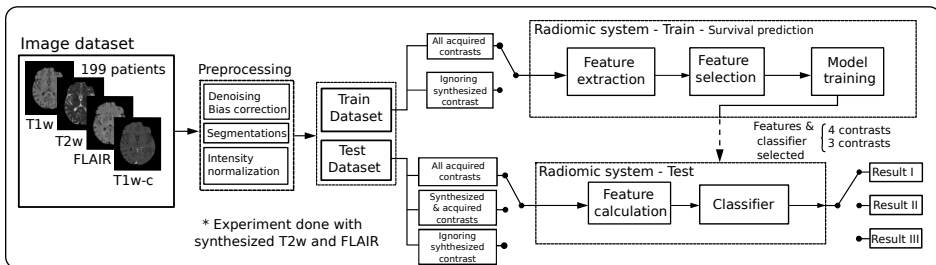 Image dataset
199 patients
T1w
T2w
FLAIR
T1w-c
Preprocessing
Denoising
Bias correction
Segmentations
Intensity
normalization
Train
Dataset
Test
Dataset
All acquired
contrasts
Ignoring
synthesized
contrast
Radiomic system - Train - Survival prediction
Feature
extraction
Feature
selection
Model
training
Features &
classifier
selected
4 contrasts
3 contrasts
All acquired
contrasts
Synthesized
& acquired
contrasts
Ignoring
syhthesized
contrast
Radiomic system - Test
Feature
calculation
Classifier
Result I
Result II
Result III
* Experiment done with
synthesized T2w and FLAIR